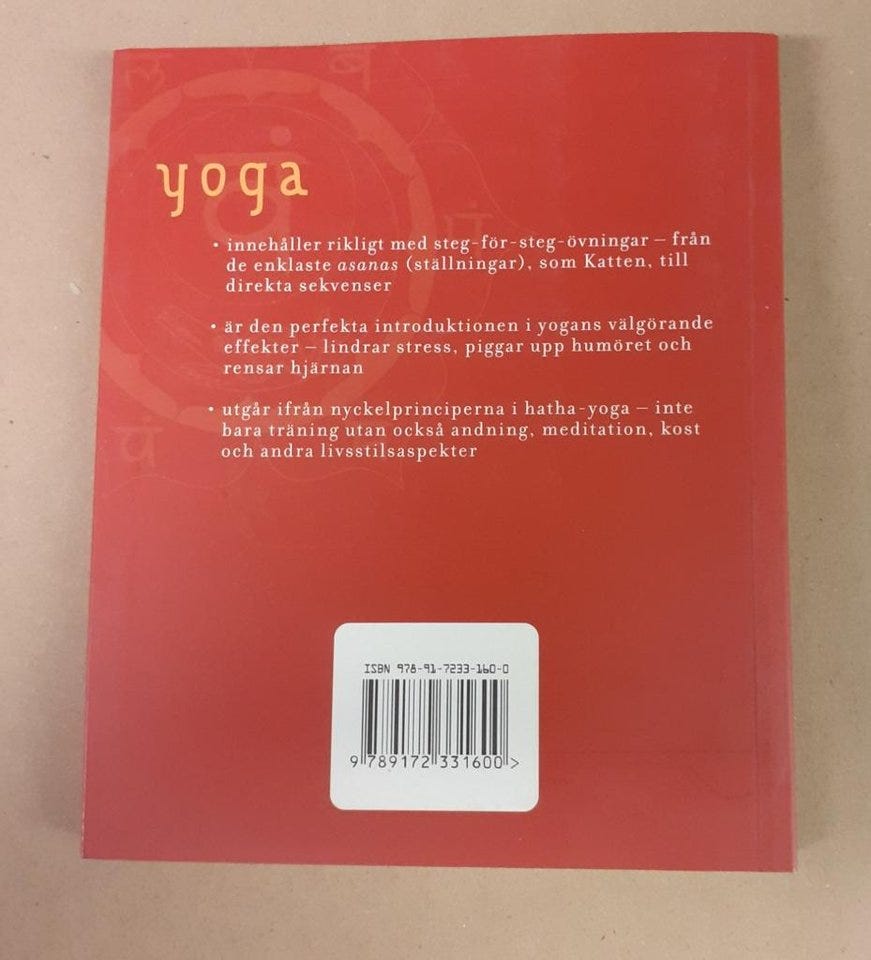 yoga
• innehåller rikligt med steg-för-steg-övningar – från
de enklaste asanas (ställningar), som Katten, till
direkta sekvenser
• är den perfekta introduktionen i yogans välgörande
effekter – lindrar stress, piggar upp humöret och
rensar hjärnan
• utgår ifrån nyckelprinciperna i hatha-yoga – inte
bara träning utan också andning, meditation, kost
och andra livsstilsaspekter
ISBN 978-91-7233-160-0
9 789172 331600 >